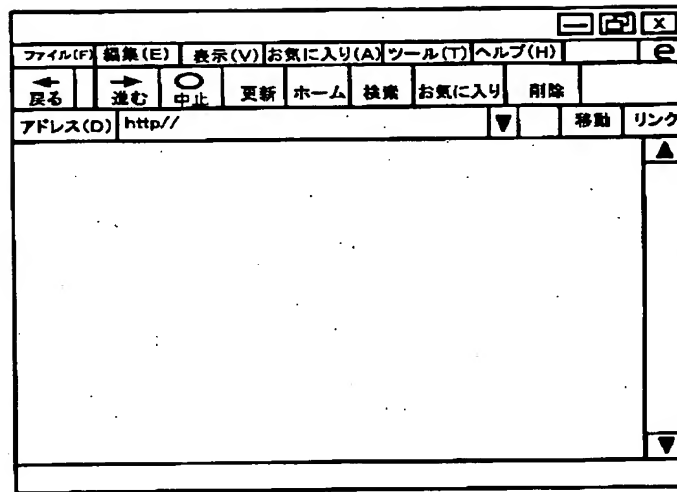 X
ファイル(F) 編集(E) 表示(V) お気に入り(A) ツール(T) ヘルプ(H) e
戻る 進む 中止 更新 ホーム 検索 お気に入り 削除
アドレス(D) http// 移動 リンク